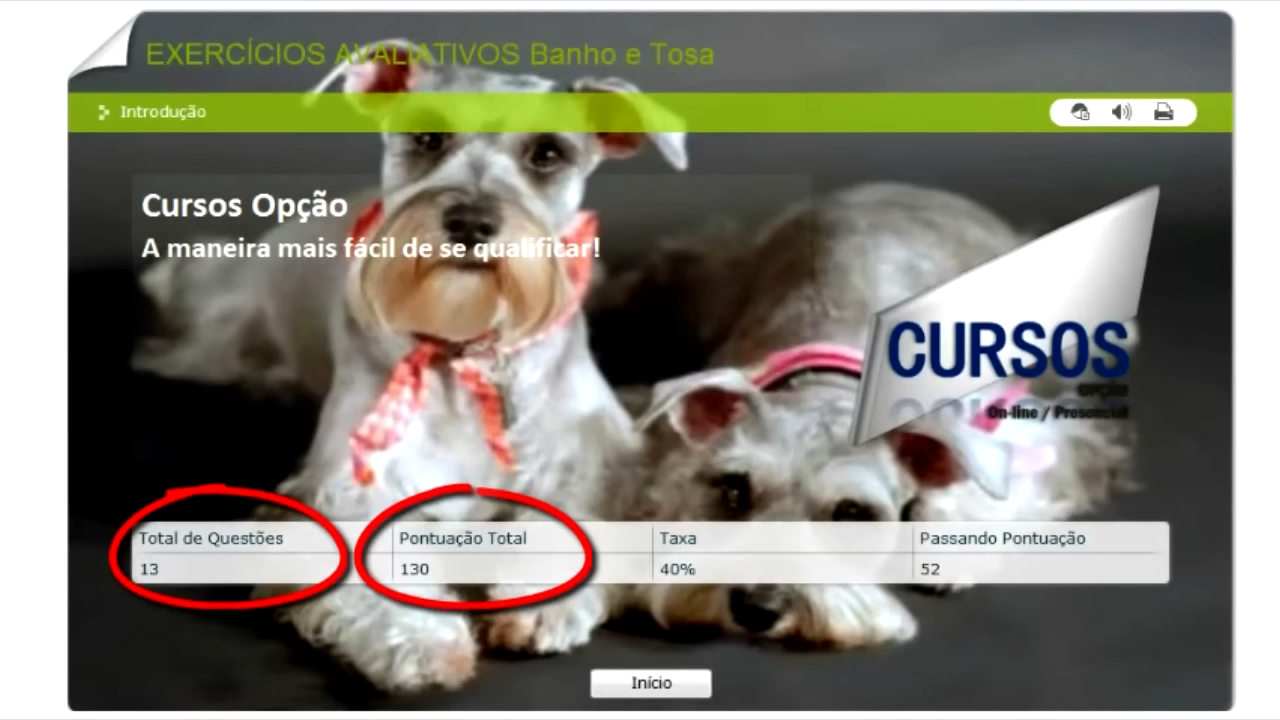 EXERCÍCIOS AVALIATIVOS Banho e Tosa
Introdução
Cursos Opção
A maneira mais fácil de se qualificar!
CURSOS
opção
On-line / Presencial
Total de Questões Pontuação Total Taxa Passando Pontuação
13 130 40% 52
Início